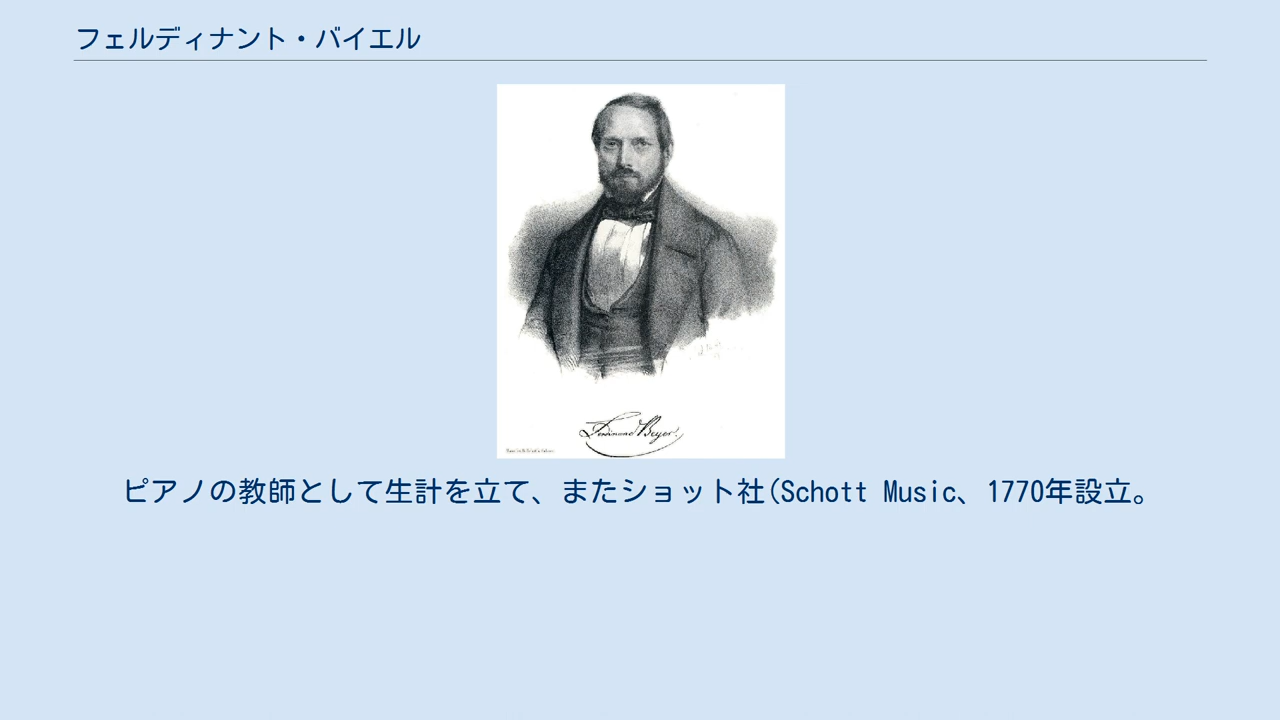 フェルディナント・バイエル
Ferdinand Beyer.
ピアノの教師として生計を立て、またショット社(Schott Music、1770年設立。